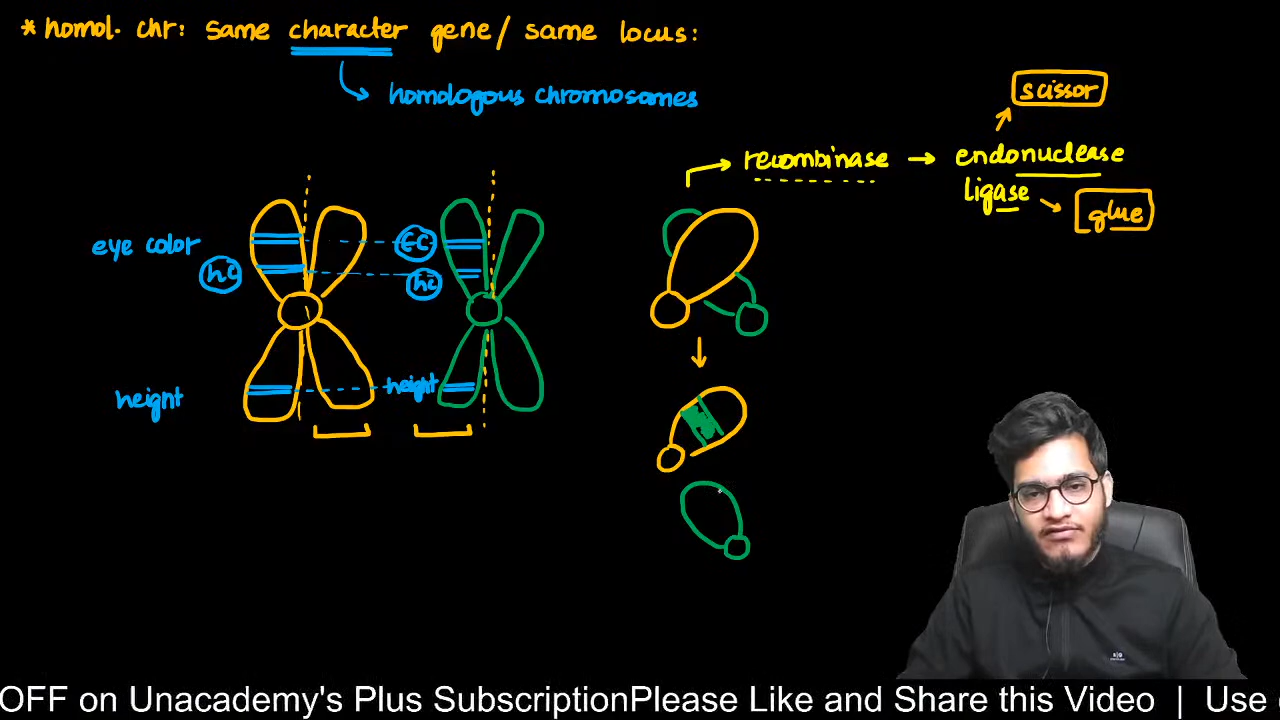 * homol. chr: same character gene/ same locus:
homologous chromosomes
scissor
recombinase → endonuclease
ligase
glue
eye color
EC
hc
hc
height
height
OFF on Unacademy's Plus SubscriptionPlease Like and Share this Video | Use